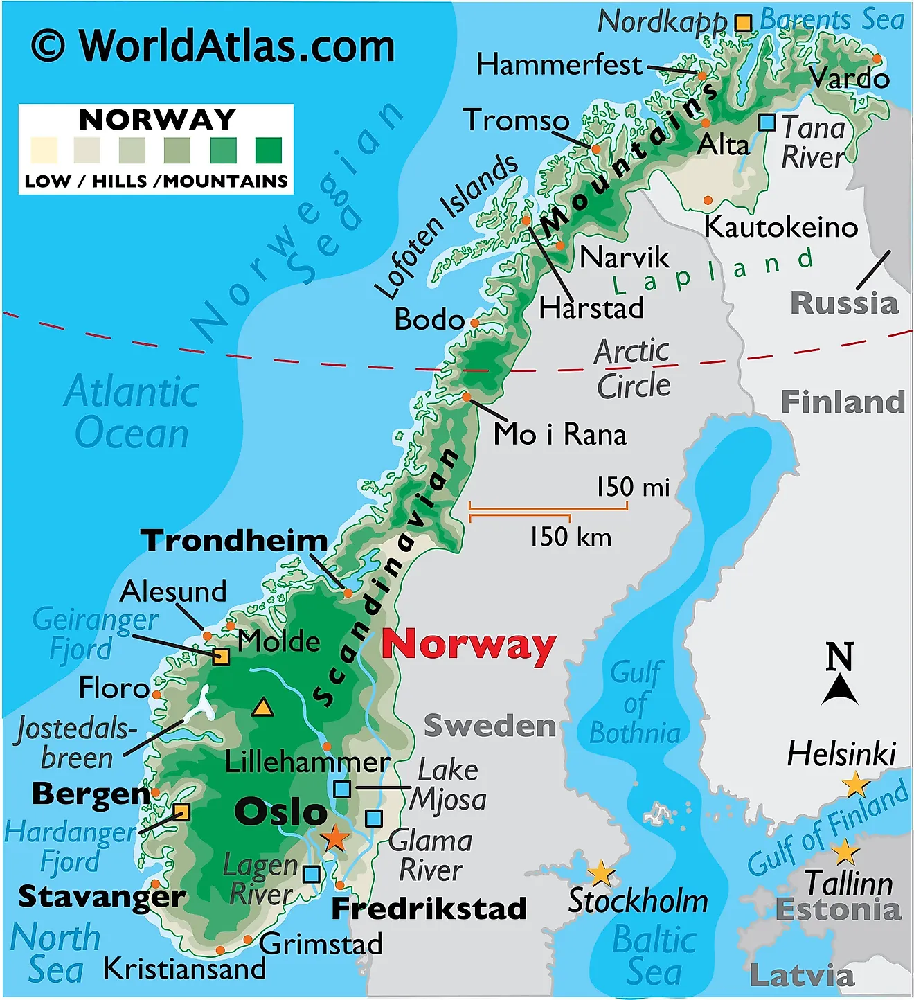 © WorldAtlas.com
NORWAY
LOW / HILLS /MOUNTAINS
Nordkapp
Barents Sea
Hammerfest
Vardo
Tromso
Alta
Tana
River
Lofoten Islands
Norwegian
Sea
Mountains
Kautokeino
Narvik
Lapland
Harstad
Russia
Bodo
Arctic
Circle
Atlantic
Ocean
Finland
Mo i Rana
150 mi
150 km
Scandinavian
Trondheim
Alesund
Geiranger
Fjord
Molde
Norway
N
Floro
Gulf
of
Bothnia
Jostedals-
breen
Sweden
Lillehammer
Lake
Mjosa
Helsinki
Bergen
Oslo
Hardanger
Fjord
Glama
River
Gulf of Finland
Lagen
River
Tallinn
Stavanger
Stockholm
Fredrikstad
Estonia
North
Sea
Grimstad
Kristiansand
Baltic
Sea
Latvia